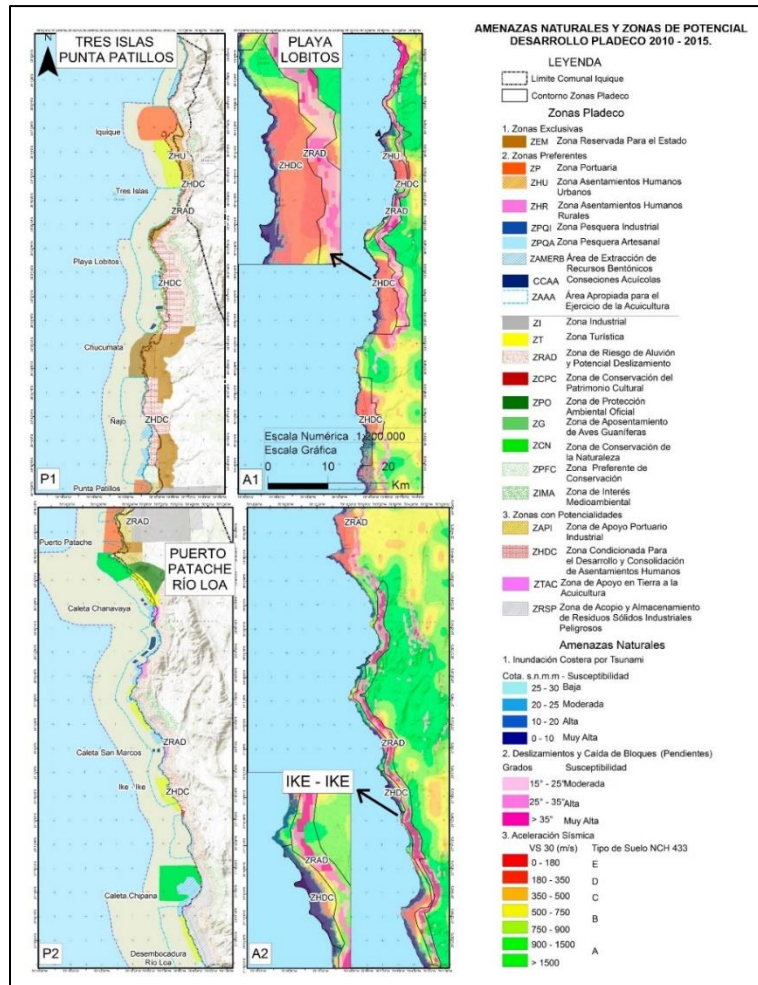 AMENAZAS NATURALES Y ZONAS DE POTENCIAL
DESARROLLO PLADECO 2010 - 2015.
LEYENDA
Límite Comunal Iquique
Contorno Zonas Pladeco
Zonas Pladeco
1. Zonas Exclusivas
ZEM Zona Reservada Para el Estado
2. Zonas Preferentes
ZP Zona Portuaria
ZHU Zona Asentamientos Humanos
Urbanos
ZHR Zona Asentamientos Humanos
Rurales
ZPQI Zona Pesquera Industrial
ZPQA Zona Pesquera Artesanal
ZAMERB Área de Extracción de
Recursos Bentónicos
CCAA Conseciones Acuícolas
ZAAA Área Apropiada para el
Ejercicio de la Acuicultura
ZI Zona Industrial
ZT Zona Turística
ZRAD Zona de Riesgo de Aluvión
y Potencial Deslizamiento
ZCPC Zona de Conservación del
Patrimonio Cultural
ZPO Zona de Protección
Ambiental Oficial
ZG Zona de Aposentamiento
de Aves Guaníferas
ZCN Zona de Conservación de
la Naturaleza
ZPFC Zona Preferente de
Conservación
ZIMA Zona de Interés
Medioambiental
3. Zonas con Potencialidades
ZAPI Zona de Apoyo Portuario
Industrial
ZHDC Zona Condicionada Para
el Desarrollo y Consolidación
de Asentamientos Humanos
ZTAC Zona de Apoyo en Tierra a la
Acuicultura
ZRSP Zona de Acopio y Almacenamiento
de Residuos Sólidos Industriales
Peligrosos
Amenazas Naturales
1. Inundación Costera por Tsunami
Cota. s.n.m.m - Susceptibilidad
25 - 30 Baja
20 - 25 Moderada
10 - 20 Alta
0 - 10 Muy Alta
2. Deslizamientos y Caída de Bloques (Pendientes)
Grados Susceptibilidad
15° - 25° Moderada
25° - 35° Alta
> 35° Muy Alta
3. Aceleración Sísmica
VS 30 (m/s) Tipo de Suelo NCH 433
0 - 180 E
180 - 350 D
350 - 500 C
500 - 750 B
750 - 900
900 - 1500 A
> 1500
TRES ISLAS
PUNTA PATILLOS
N
Iquique
ZHU
ZHDC
Tres Islas
ZRAD
Playa Lobitos
ZHDC
Chucumata
Ñajo
ZHDC
P1
Punta Patillos
PLAYA
LOBITOS
ZRAD
ZHDC
ZHU
ZHDC
ZRAD
ZHDC
ZHDC
Escala Numérica 1:200.000
Escala Gráfica
0 10 20
Km
A1
ZRAD
Puerto Patache
PUERTO
PATACHE
RÍO LOA
Caleta Chanavaya
Caleta San Marcos
ZRAD
Ike - Ike
ZHDC
Caleta Chipana
P2
Desembocadura
Río Loa
ZRAD
ZRAD
IKE - IKE
ZHDC
ZRAD
ZHDC
A2